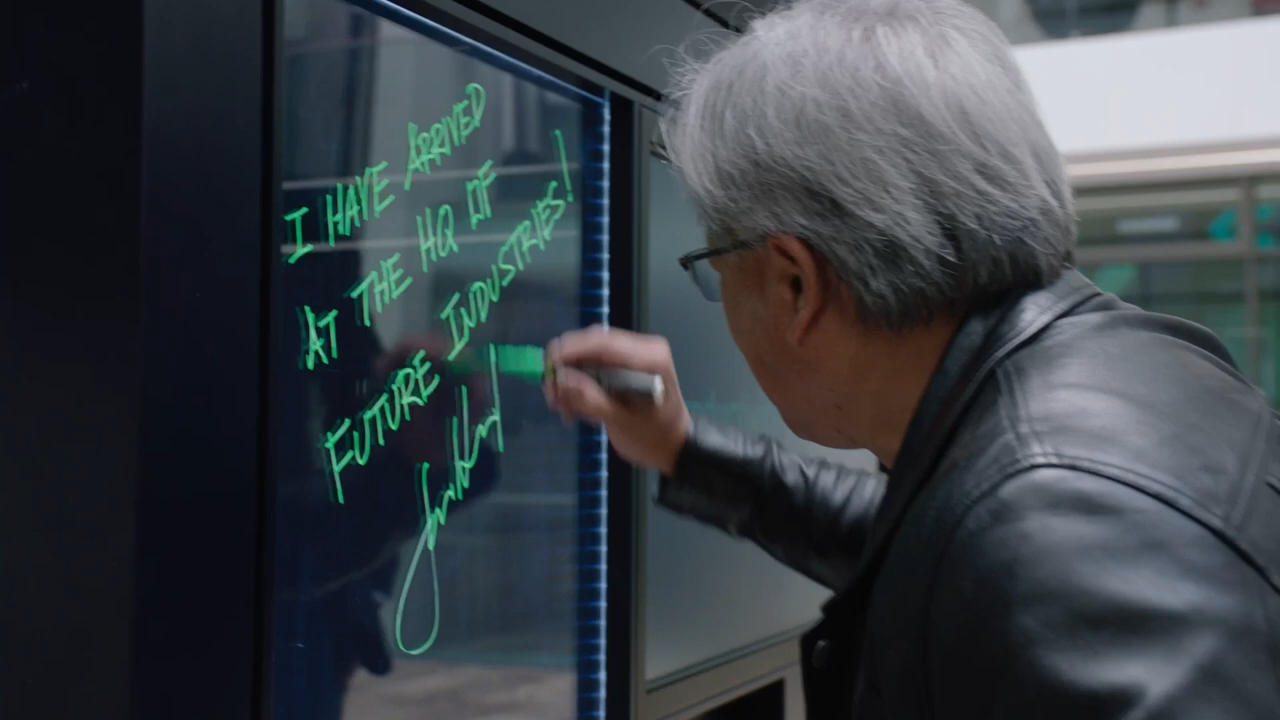 I HAVE ARRIVED
AT THE HQ OF
FUTURE INDUSTRIES!